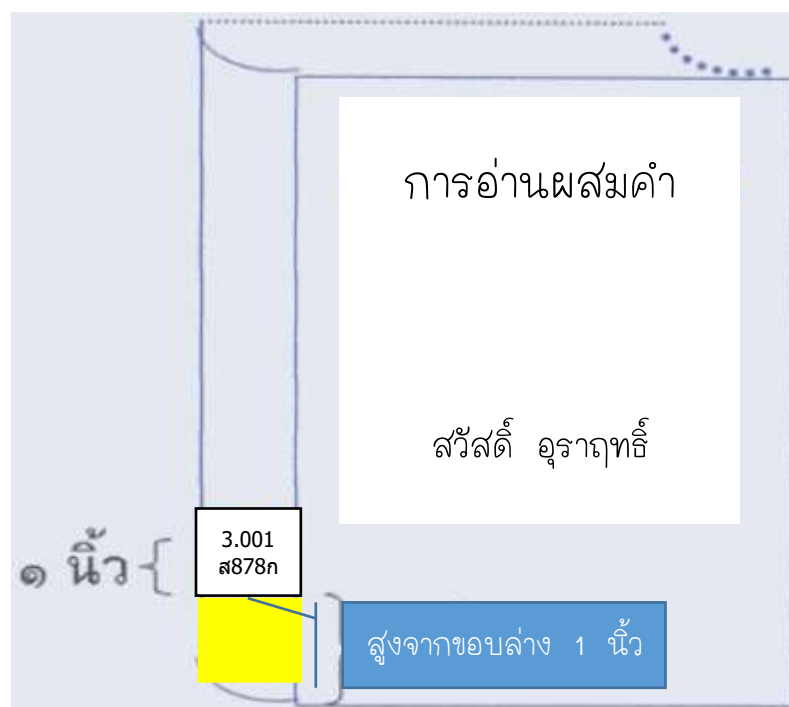 การอ่านผสมคำ
สวัสดิ์ อุราฤทธิ์
3.001
ส878ก
๑ นิ้ว
สูงจากขอบล่าง 1 นิ้ว